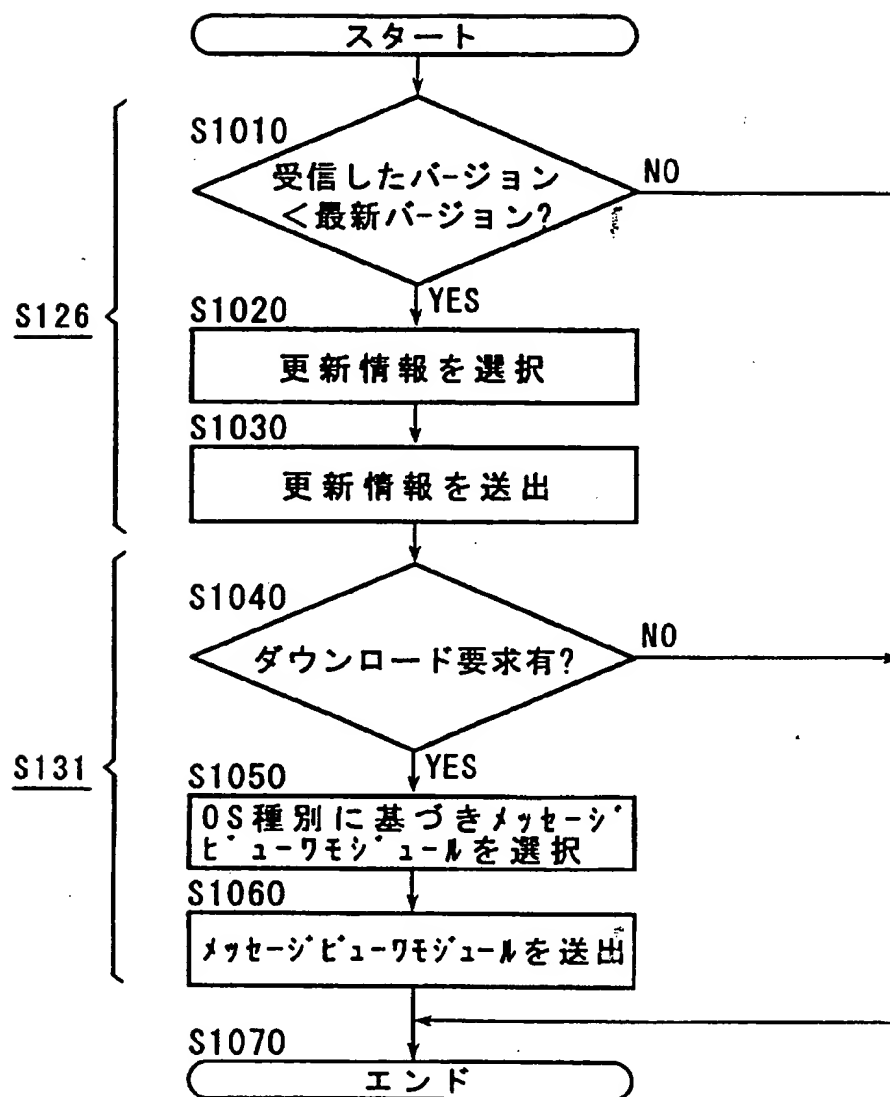 スタート
S1010
受信したバージョン
<最新バージョン?
NO
YES
S126
S1020
更新情報を選択
S1030
更新情報を送出
S1040
ダウンロード要求有?
NO
YES
S131
S1050
OS種別に基づきメッセージ
ビューワモジュールを選択
S1060
メッセージビューワモジュールを送出
S1070
エンド